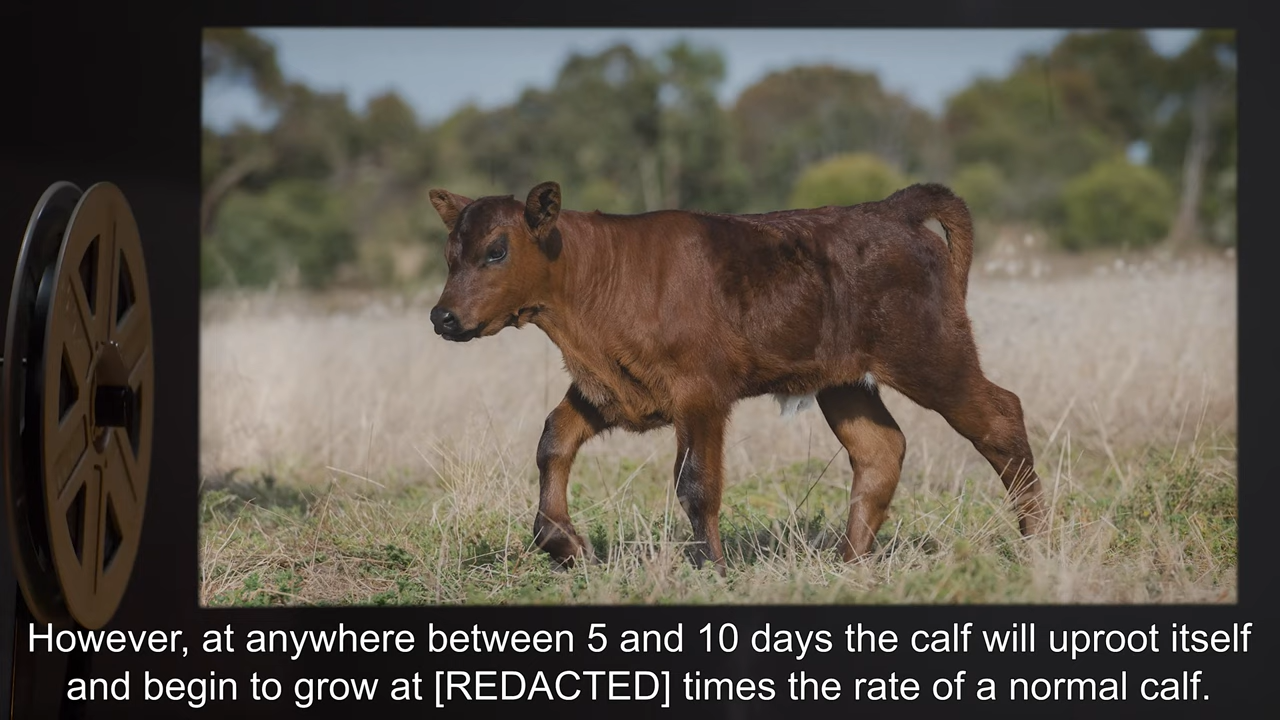 However, at anywhere between 5 and 10 days the calf will uproot itself
and begin to grow at [REDACTED] times the rate of a normal calf.